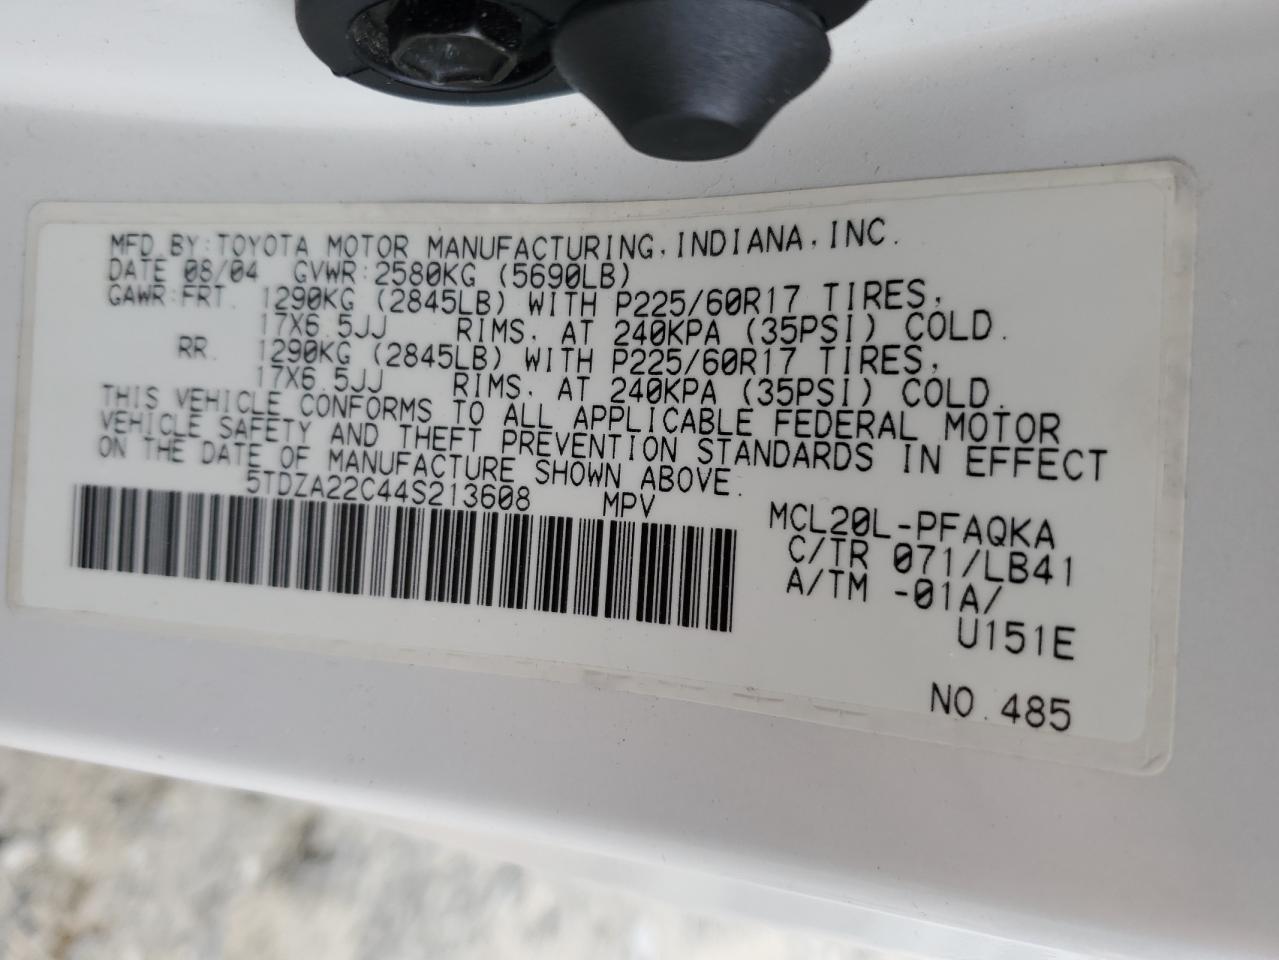 MFD.BY:TOYOTA MOTOR MANUFACTURING,INDIANA,INC.
DATE 08/04 GVWR:2580KG (5690LB)
GAWR:FRT. 1290KG (2845LB) WITH P225/60R17 TIRES,
17X6.5JJ RIMS, AT 240KPA (35PSI) COLD.
RR. 1290KG (2845LB) WITH P225/60R17 TIRES,
17X6.5JJ RIMS, AT 240KPA (35PSI) COLD.
THIS VEHICLE CONFORMS TO ALL APPLICABLE FEDERAL MOTOR
VEHICLE SAFETY AND THEFT PREVENTION STANDARDS IN EFFECT
ON THE DATE OF MANUFACTURE SHOWN ABOVE.
5TDZA22C44S213608 MPV
MCL20L-PFAQKA
C/TR 071/LB41
A/TM -01A/
U151E
NO.485